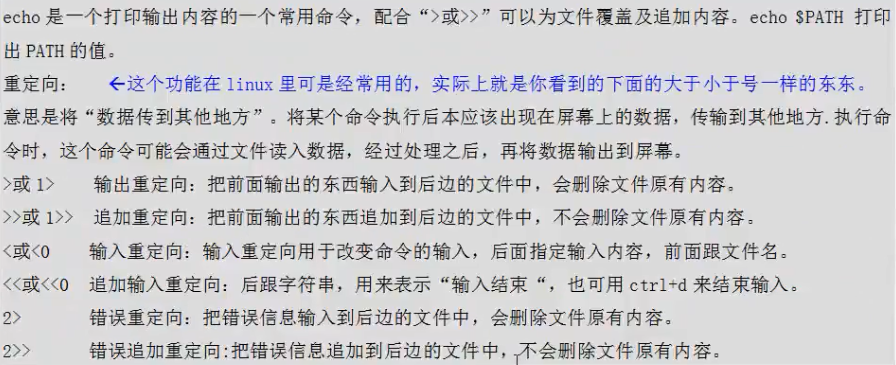 echo是一个打印输出内容的一个常用命令，配合“>或>>”可以为文件覆盖及追加内容。echo $PATH 打印
出PATH的值。
重定向： ←这个功能在linux里可是经常用的，实际上就是你看到的下面的大于小于号一样的东东。
意思是将“数据传到其他地方”。将某个命令执行后本应该出现在屏幕上的数据，传输到其他地方.执行命
令时，这个命令可能会通过文件读入数据，经过处理之后，再将数据输出到屏幕。
>或1> 输出重定向：把前面输出的东西输入到后边的文件中，会删除文件原有内容。
>>或1>> 追加重定向：把前面输出的东西追加到后边的文件中，不会删除文件原有内容。
<或<0 输入重定向：输入重定向用于改变命令的输入，后面指定输入内容，前面跟文件名。
<<或<<0 追加输入重定向：后跟字符串，用来表示“输入结束“，也可用ctrl+d来结束输入。
2> 错误重定向：把错误信息输入到后边的文件中，会删除文件原有内容。
2>> 错误追加重定向:把错误信息追加到后边的文件中，不会删除文件原有内容。